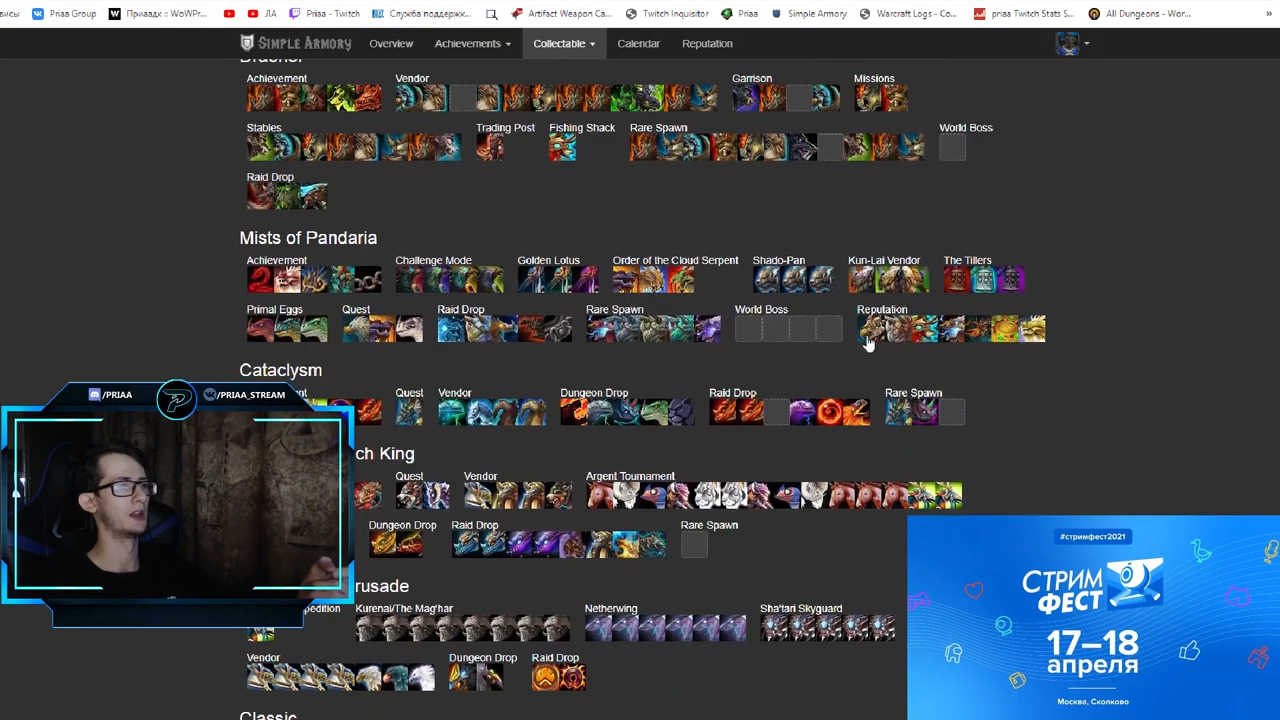 висы
Priaa Group
Приаадк :: WoWPr...
ЛА
Priaa - Twitch
Служба поддержк...
Artifact Weapon Ca...
Twitch Inquisitor
Priaa
Simple Armory
Warcraft Logs - Co...
priaa Twitch Stats S...
All Dungeons - Wor...
»
SIMPLE ARMORY
Overview
Achievements
Collectable
Calendar
Reputation
Achievement
Vendor
Garrison
Missions
Stables
Trading Post
Fishing Shack
Rare Spawn
World Boss
Raid Drop
Mists of Pandaria
Achievement
Challenge Mode
Golden Lotus
Order of the Cloud Serpent
Shado-Pan
Kun-Lai Vendor
The Tillers
Primal Eggs
Quest
Raid Drop
Rare Spawn
World Boss
Reputation
Cataclysm
Quest
Vendor
Dungeon Drop
Raid Drop
Rare Spawn
/PRIAA
/PRIAA_STREAM
ch King
Quest
Vendor
Argent Tournament
Dungeon Drop
Raid Drop
Rare Spawn
rusade
pedition
Kurenai/The Mag'har
Netherwing
Sha'tari Skyguard
Vendor
Dungeon Drop
Raid Drop
Classic
#стримфест2021
СТРИМ
ФЕСТ
17–18
апреля
Москва, Сколково